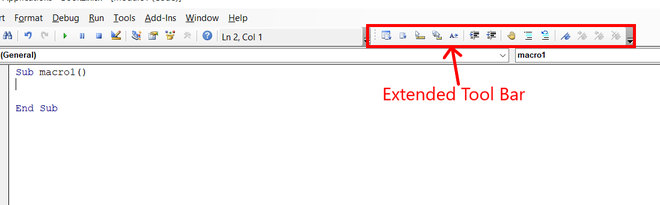 Format Debug Run Tools Add-Ins Window Help
Ln 2, Col 1
(General) macro1
Sub macro1()
End Sub
Extended Tool Bar